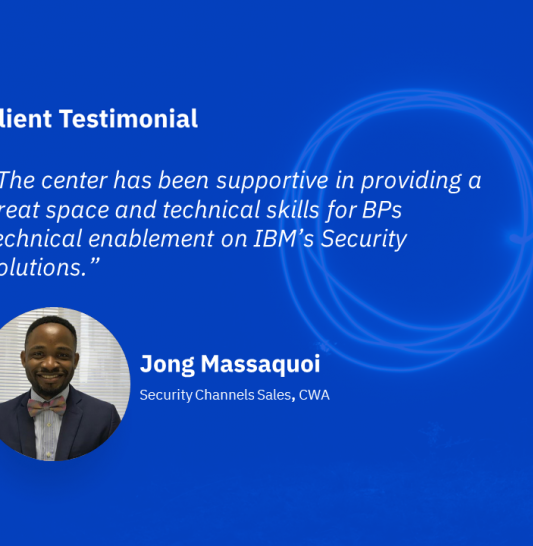 lient Testimonial
The center has been supportive in providing a
reat space and technical skills for BPs
echnical enablement on IBM’s Security
olutions.”
Jong Massaquoi
Security Channels Sales, CWA